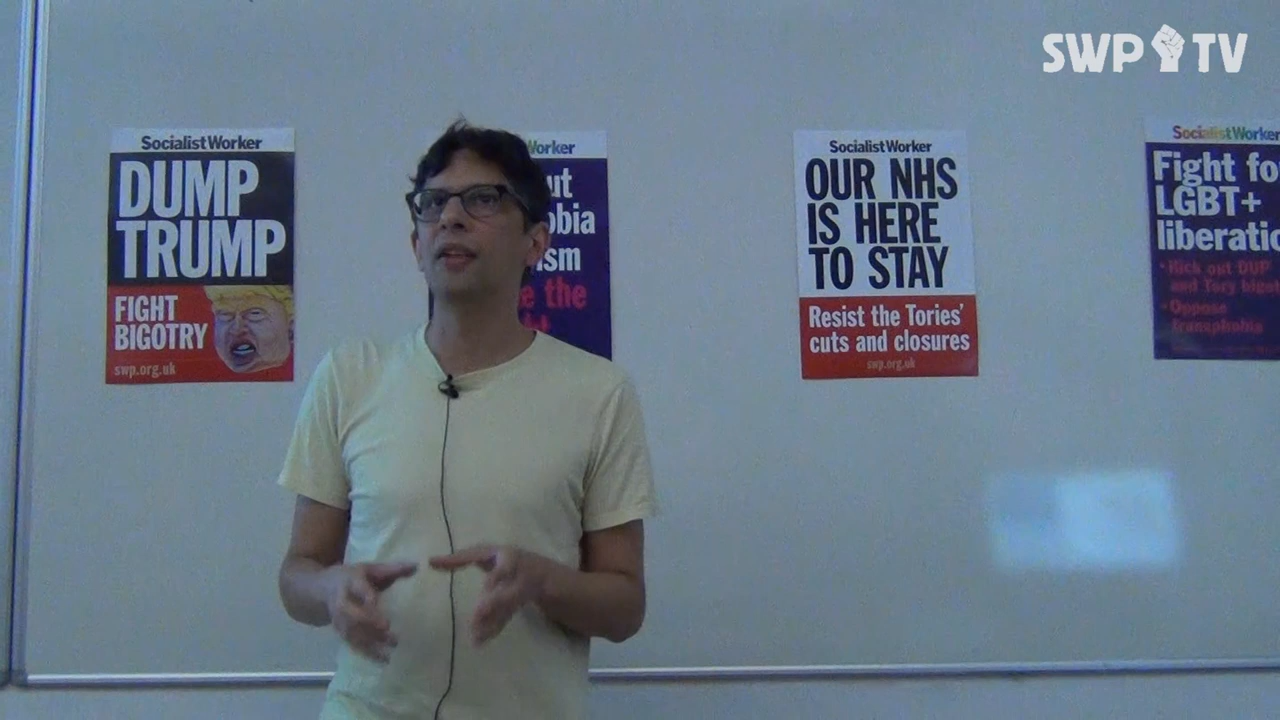 SWP TV
Socialist Worker
DUMP
TRUMP
FIGHT
BIGOTRY
swp.org.uk
Worker
ut
bia
ism
e the
ht
Socialist Worker
OUR NHS
IS HERE
TO STAY
Resist the Tories'
cuts and closures
swp.org.uk
Socialist Worker
Fight fo
LGBT+
liberatio
• Kick out DUP
and Tory bigot
• Oppose
transphobia